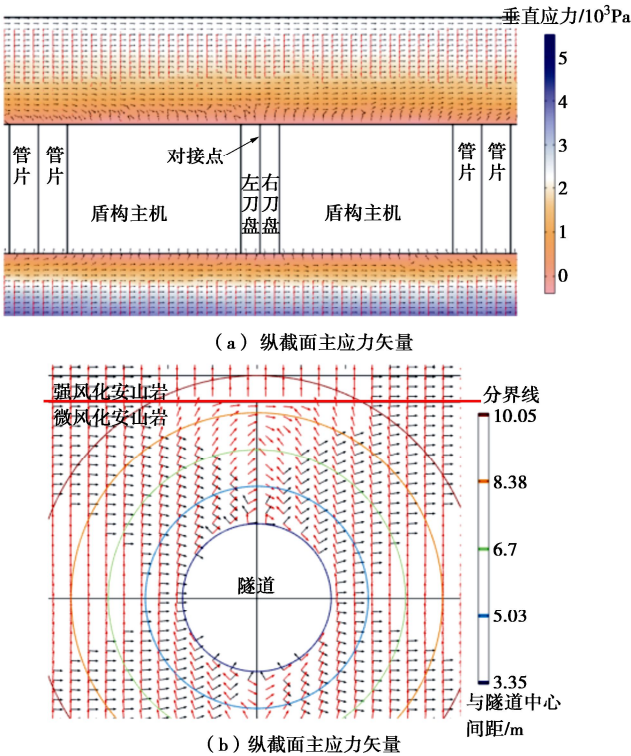 垂直应力/10³Pa
5
4
3
2
1
0
管片
管片
盾构主机
对接点
左刀盘
右刀盘
盾构主机
管片
管片
(a) 纵截面主应力矢量
强风化安山岩
微风化安山岩
分界线
10.05
8.38
6.7
5.03
3.35
隧道
与隧道中心
间距/m
(b) 纵截面主应力矢量